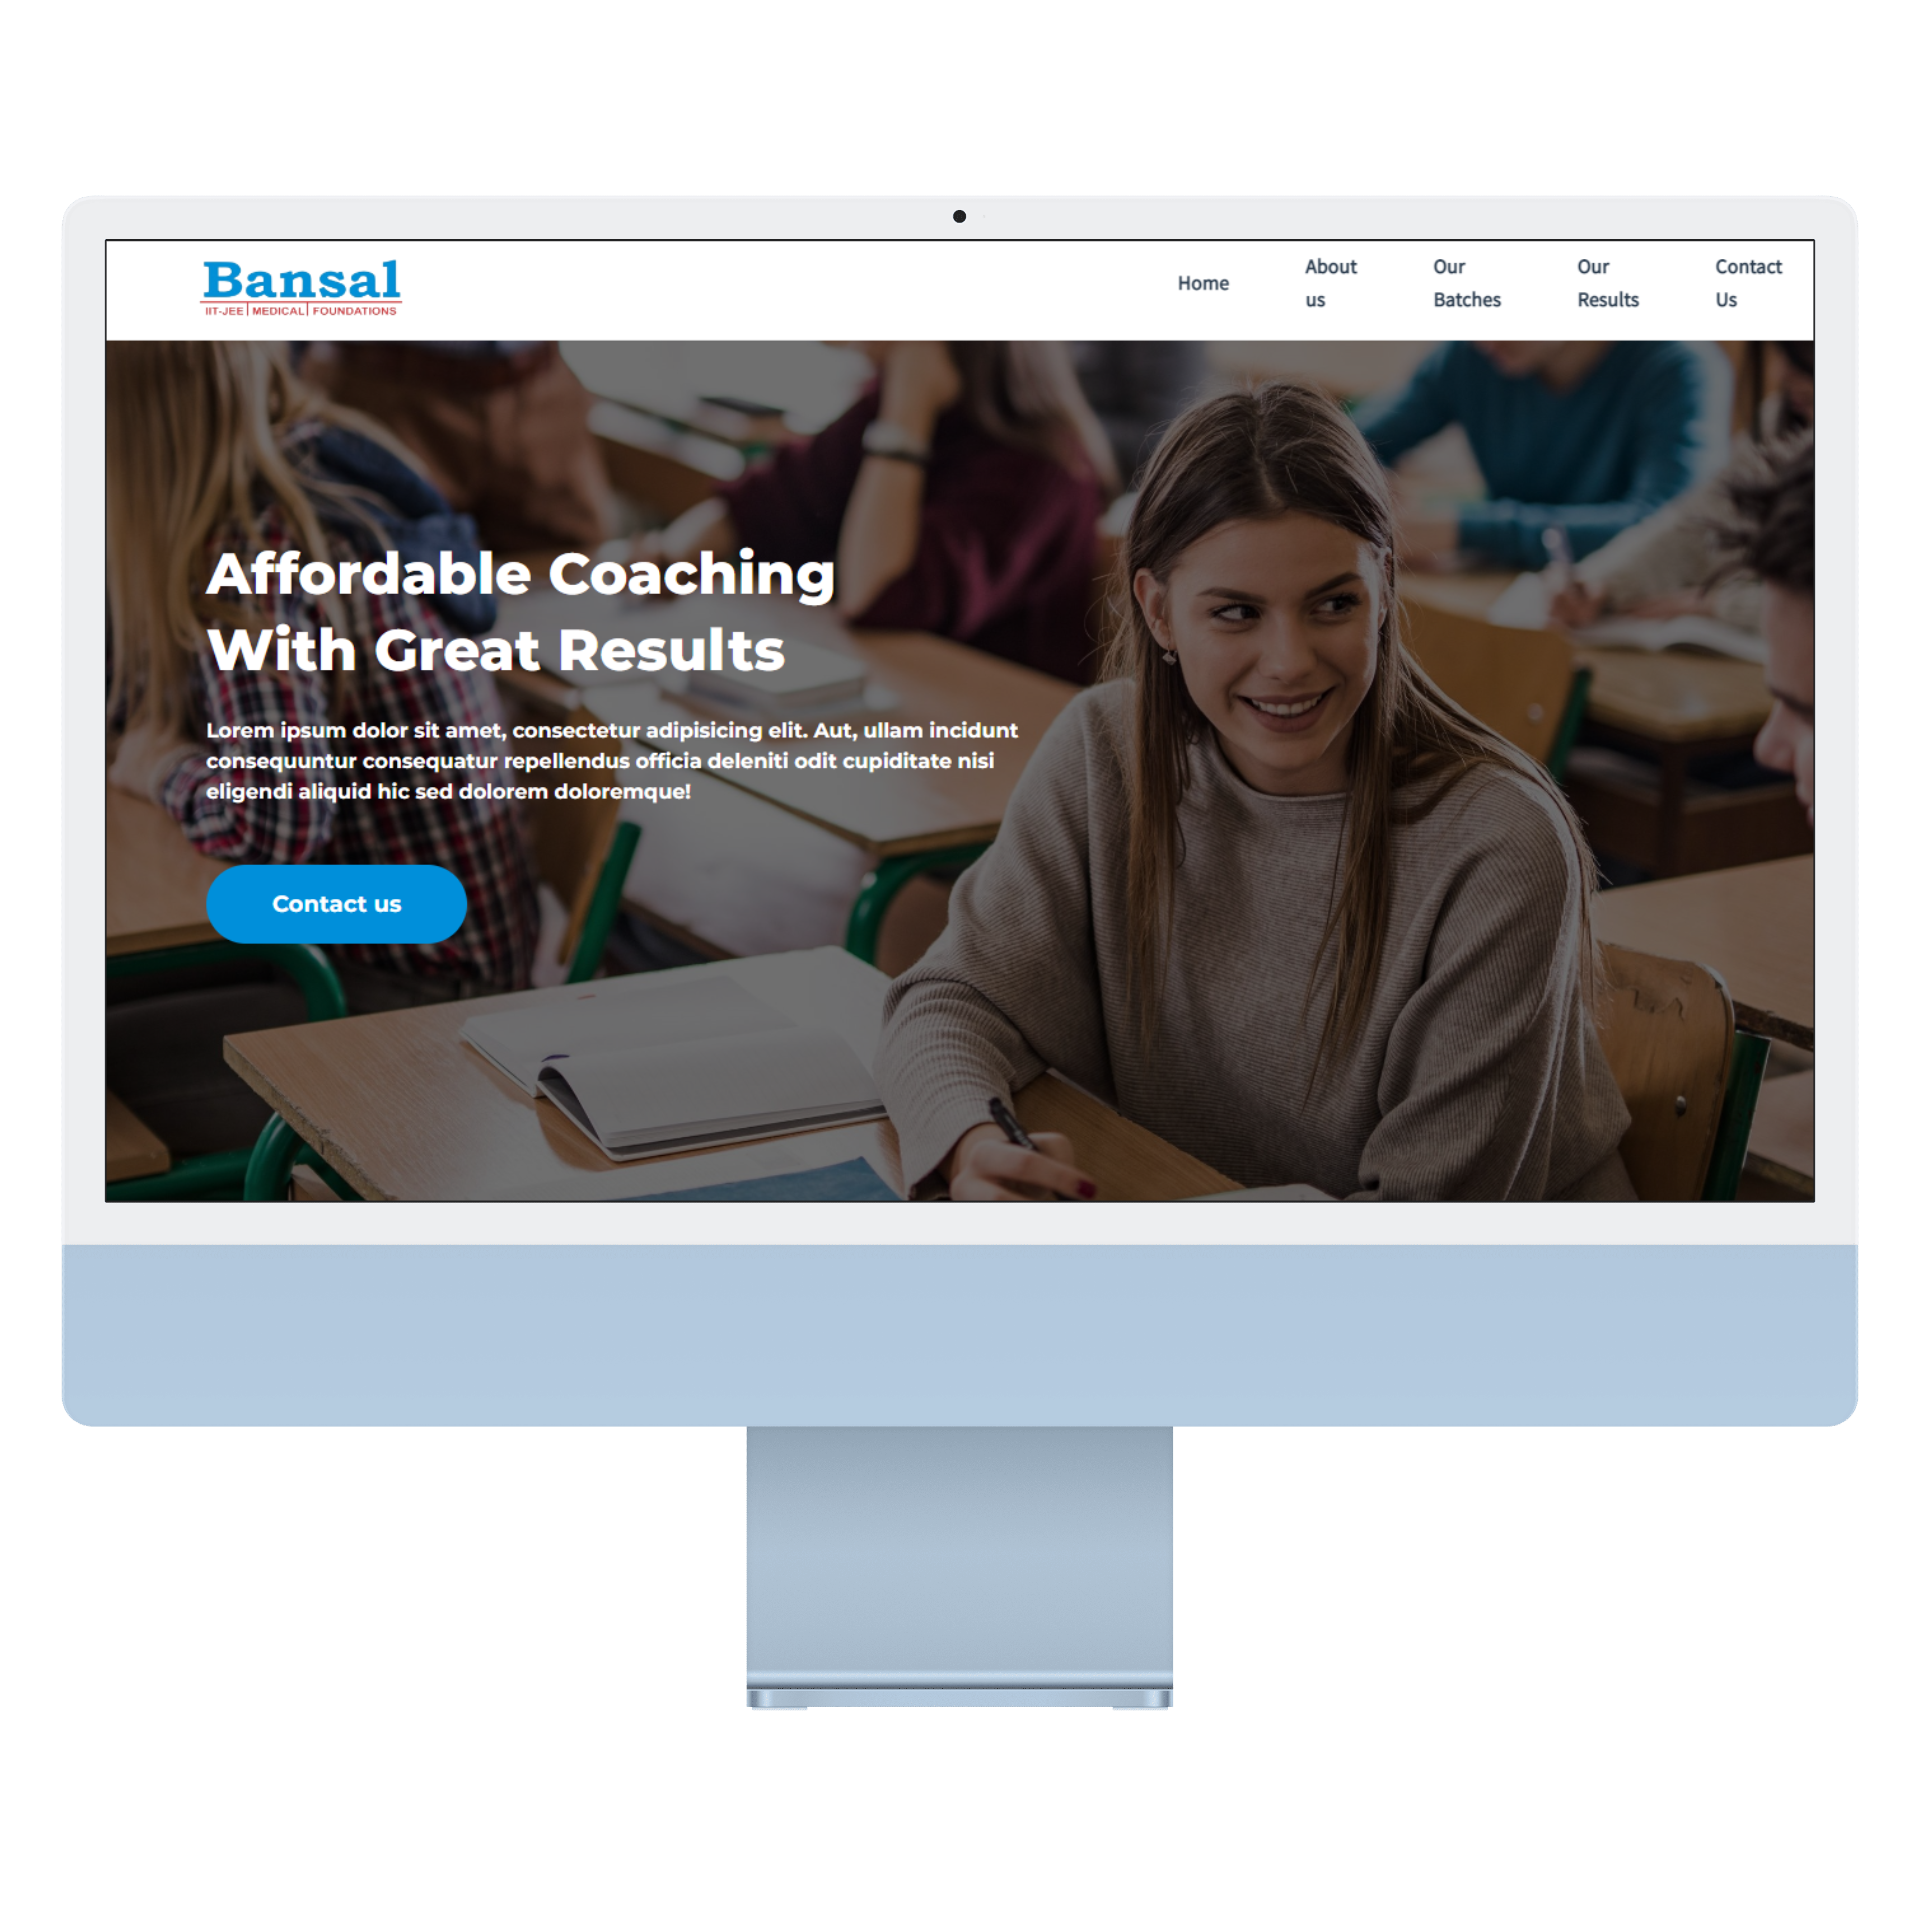 Bansal
IIT-JEE MEDICAL FOUNDATIONS
Home
About
us
Our
Batches
Our
Results
Contact
Us
Affordable Coaching
With Great Results
Lorem ipsum dolor sit amet, consectetur adipisicing elit. Aut, ullam incidunt
consequuntur consequatur repellendus officia deleniti odit cupiditate nisi
eligendi aliquid hic sed dolorem doloremque!
Contact us